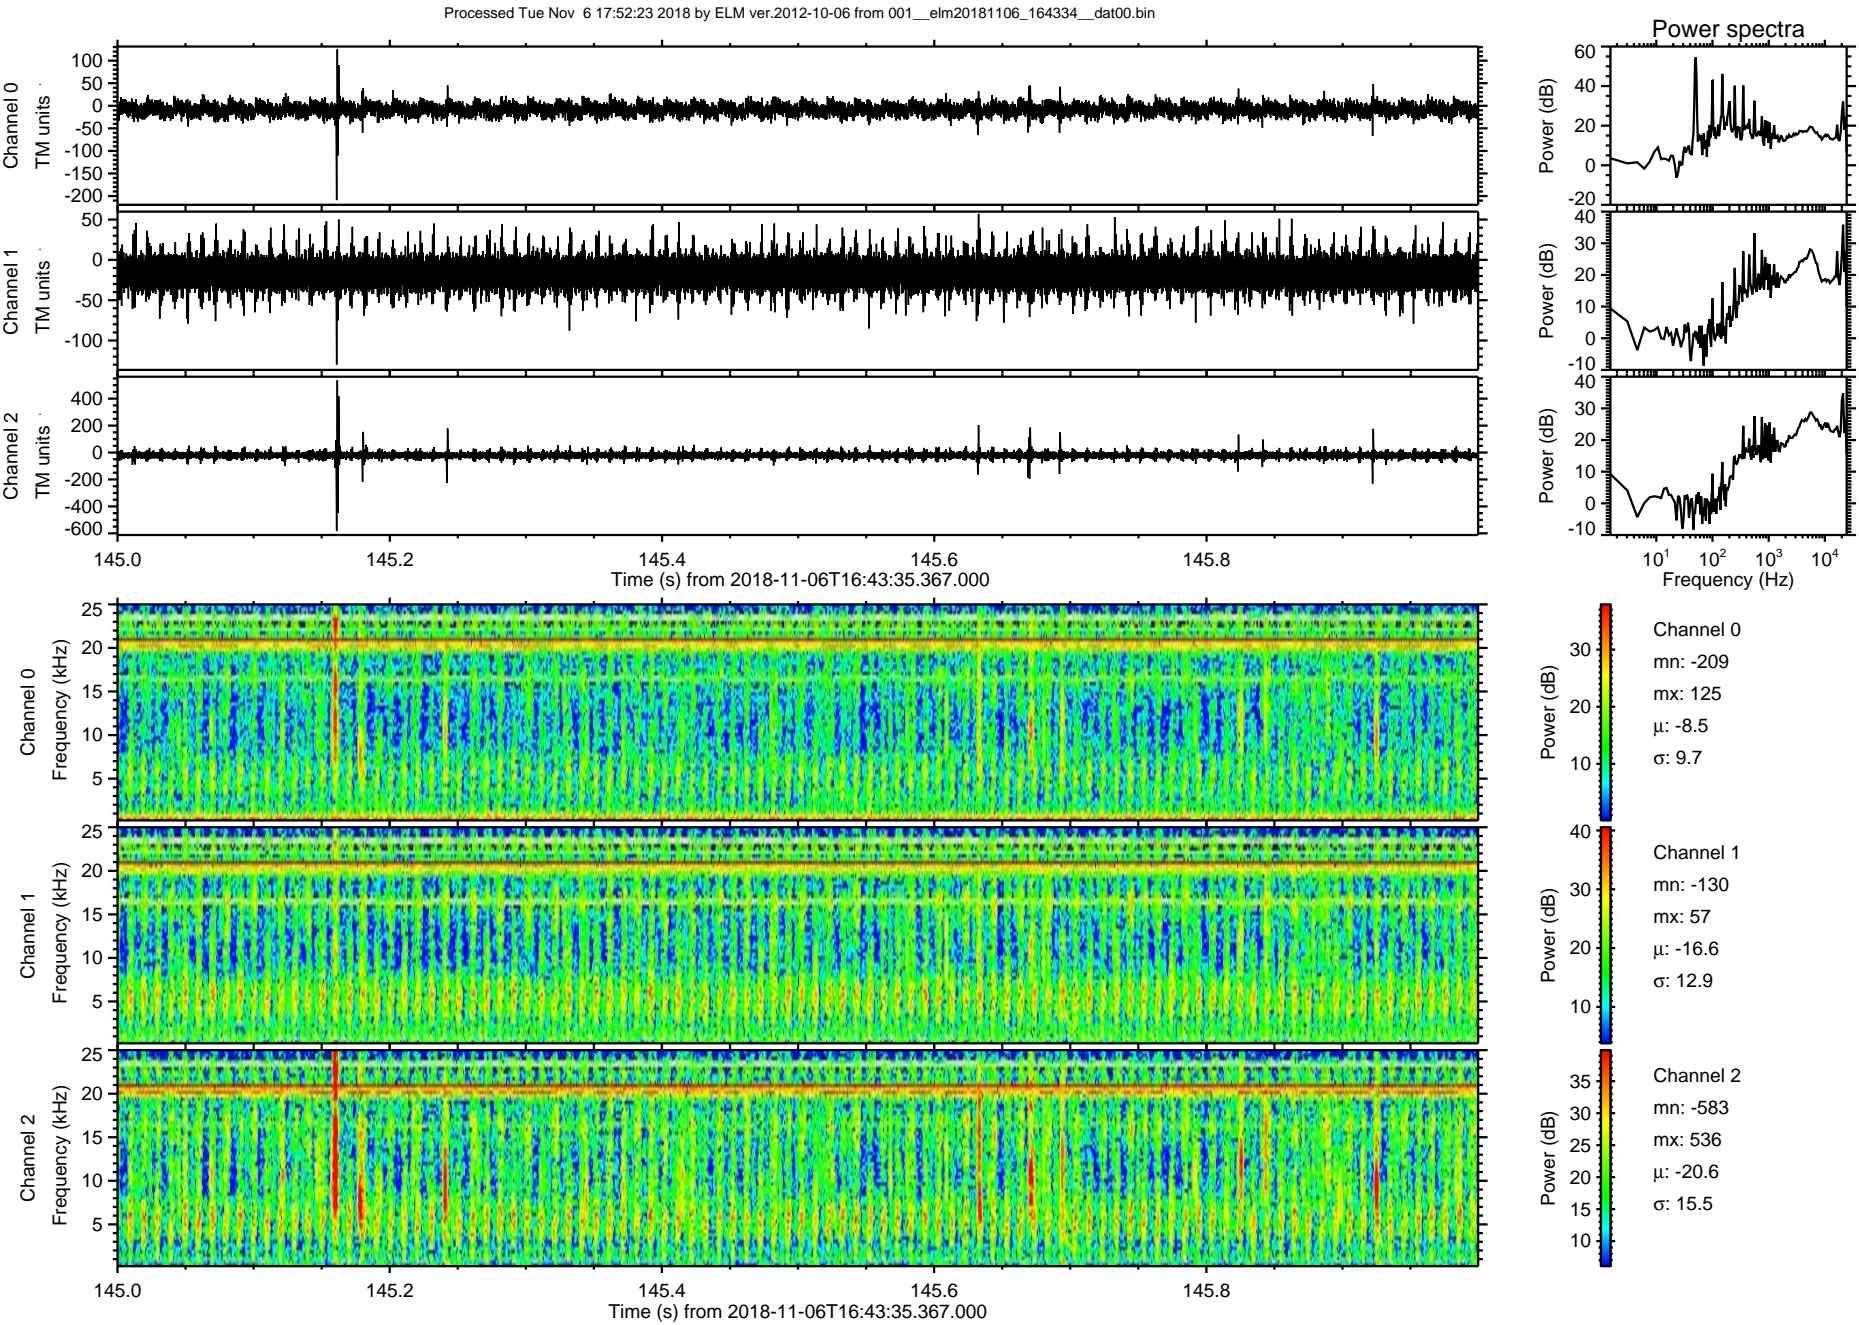 Processed Tue Nov  6 17:52:23 2018 by ELM ver.2012-10-06 from 001__elm20181106_164334__dat00.bin
Power spectra
Channel 0
TM units
100
50
0
-50
-100
-150
-200
Power (dB)
60
40
20
0
-20
Channel 1
TM units
50
0
-50
-100
Power (dB)
40
30
20
10
0
-10
Channel 2
TM units
400
200
0
-200
-400
-600
Power (dB)
40
30
20
10
0
-10
145.0 145.2 145.4 145.6 145.8
Time (s) from 2018-11-06T16:43:35.367.000
10¹ 10² 10³ 10⁴
Frequency (Hz)
Channel 0
Frequency (kHz)
25
20
15
10
5
Power (dB)
30
20
10
Channel 0
mn: -209
mx: 125
μ: -8.5
σ: 9.7
Channel 1
Frequency (kHz)
25
20
15
10
5
Power (dB)
40
30
20
10
Channel 1
mn: -130
mx: 57
μ: -16.6
σ: 12.9
Channel 2
Frequency (kHz)
25
20
15
10
5
Power (dB)
35
30
25
20
15
10
Channel 2
mn: -583
mx: 536
μ: -20.6
σ: 15.5
145.0 145.2 145.4 145.6 145.8
Time (s) from 2018-11-06T16:43:35.367.000